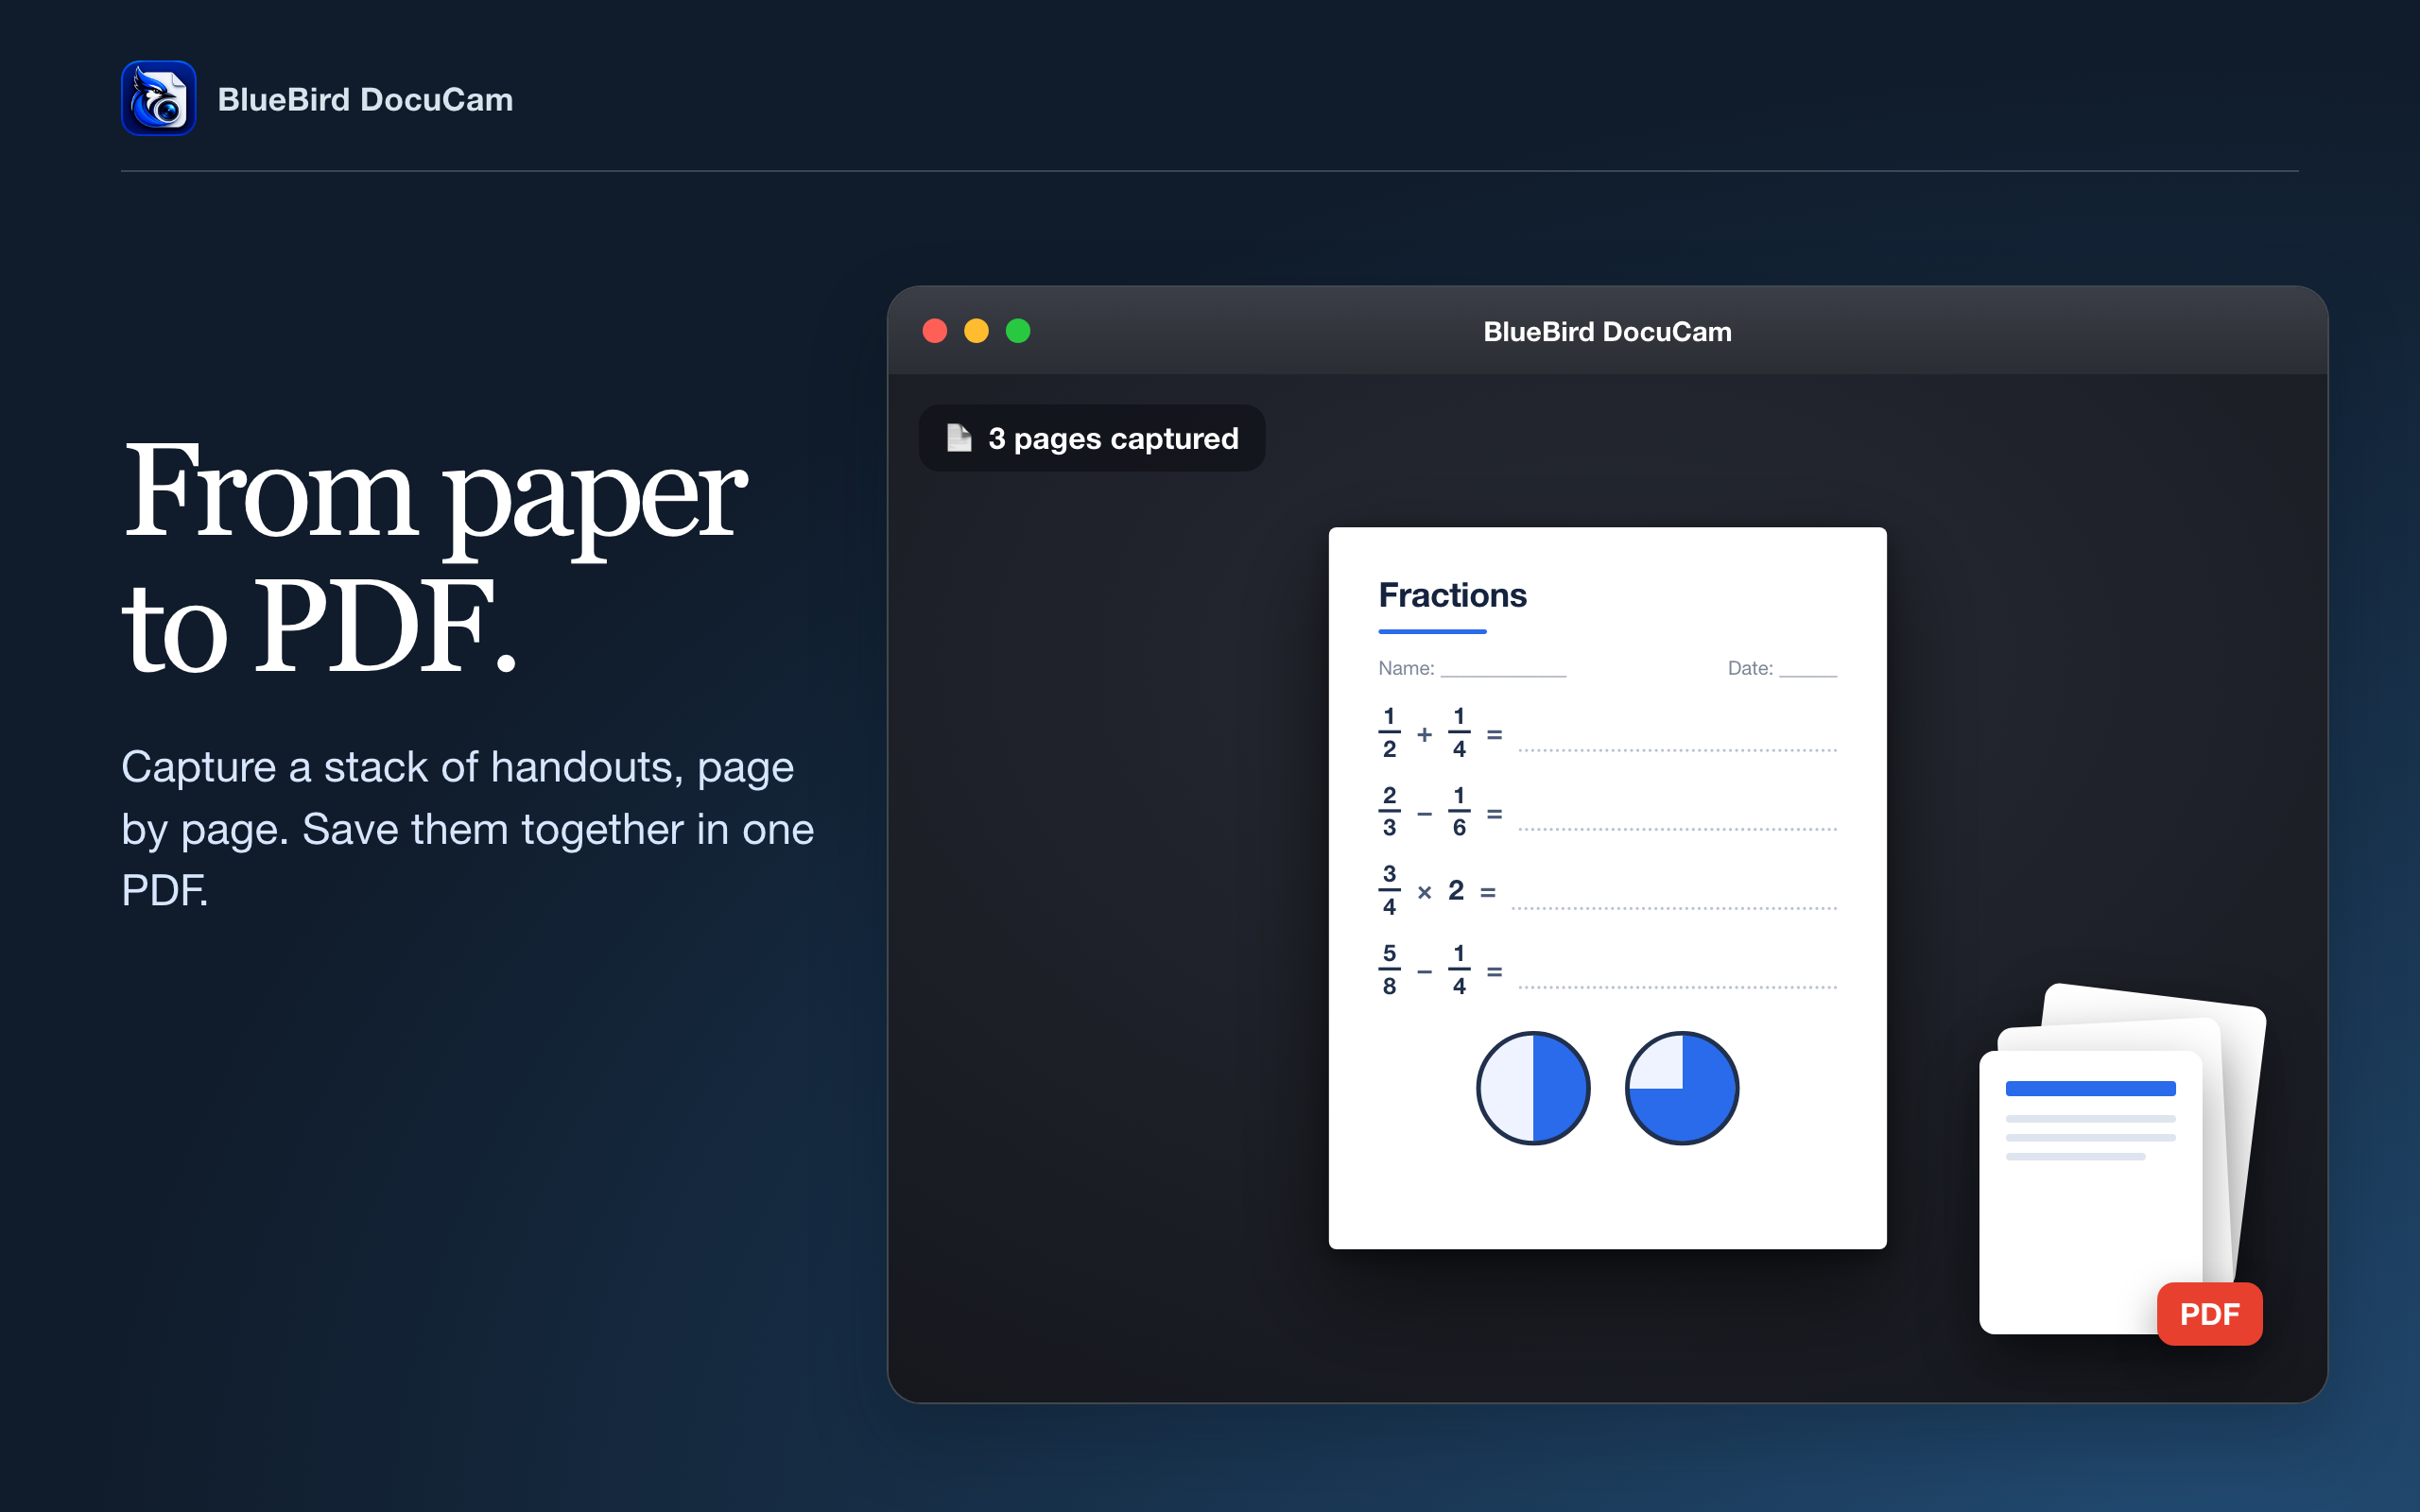 BlueBird DocuCam
From paper
to PDF.
Capture a stack of handouts, page
by page. Save them together in one
PDF.
BlueBird DocuCam
3 pages captured
Fractions
Name: ____________ Date: ______
1/2 + 1/4 =
2/3 − 1/6 =
3/4 × 2 =
5/8 − 1/4 =
PDF